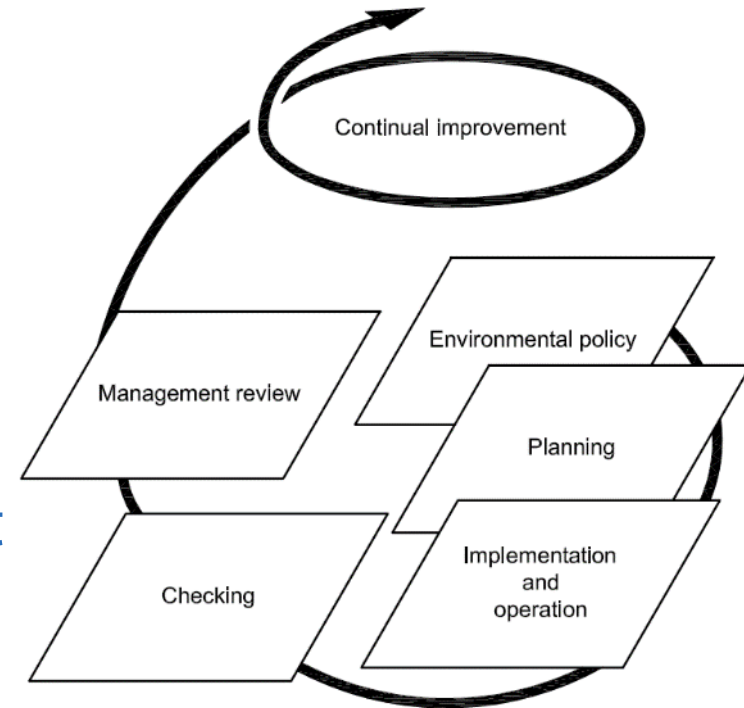 Continual improvement
Environmental policy
Management review
Planning
Implementation
and
operation
Checking